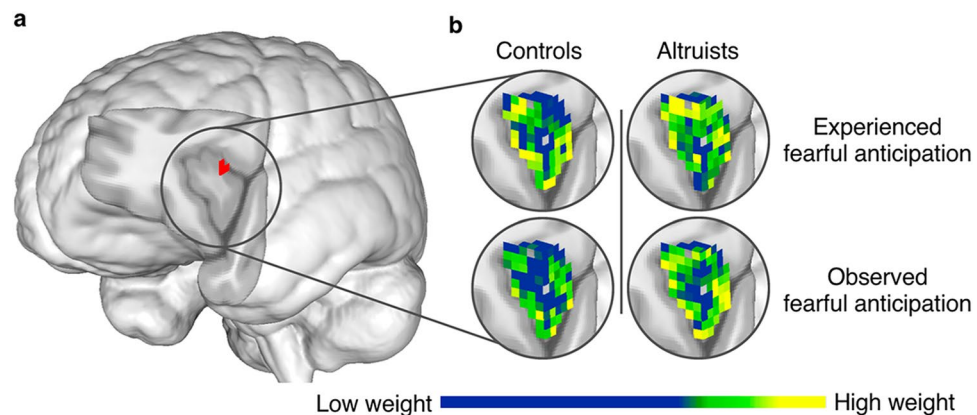 a
b
Controls
Altruists
Experienced
fearful anticipation
Observed
fearful anticipation
Low weight
High weight